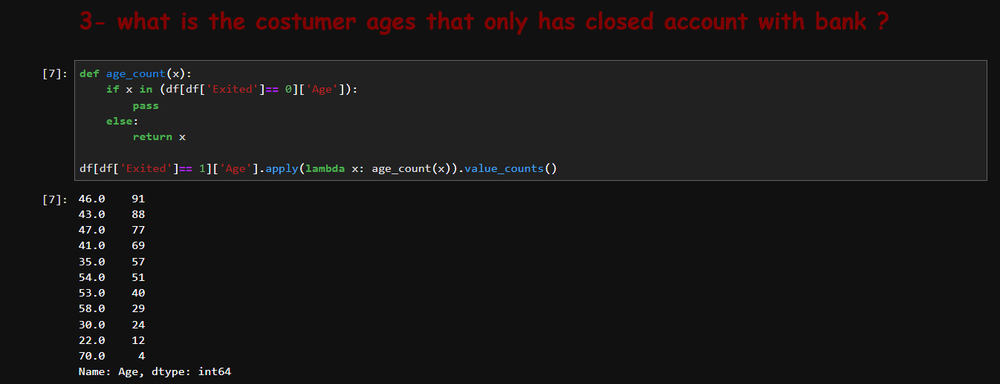 3- what is the costumer ages that only has closed account with bank ?
[7]: def age_count(x):
    if x in (df[df['Exited']== 0]['Age']):
        pass
    else:
        return x

df[df['Exited']== 1]['Age'].apply(lambda x: age_count(x)).value_counts()
[7]: 46.0    91
43.0    88
47.0    77
41.0    69
35.0    57
54.0    51
53.0    40
58.0    29
30.0    24
22.0    12
70.0     4
Name: Age, dtype: int64